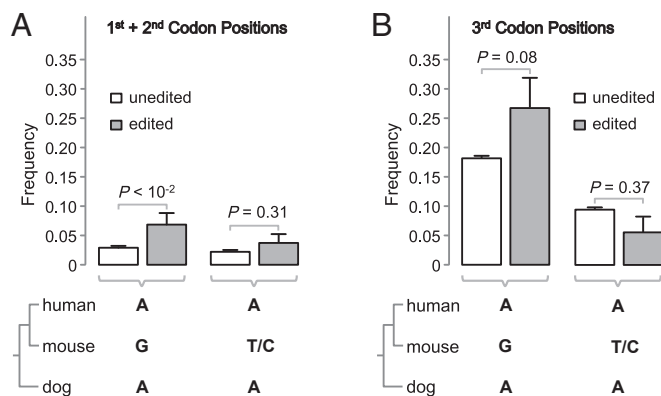 A
1st + 2nd Codon Positions
Frequency
0.35
0.30
0.25
0.20
0.15
0.10
0.05
0
unedited
edited
P < 10-2
P = 0.31
human A A
mouse G T/C
dog A A
B
3rd Codon Positions
Frequency
0.35
0.30
0.25
0.20
0.15
0.10
0.05
0
P = 0.08
unedited
edited
P = 0.37
human A A
mouse G T/C
dog A A